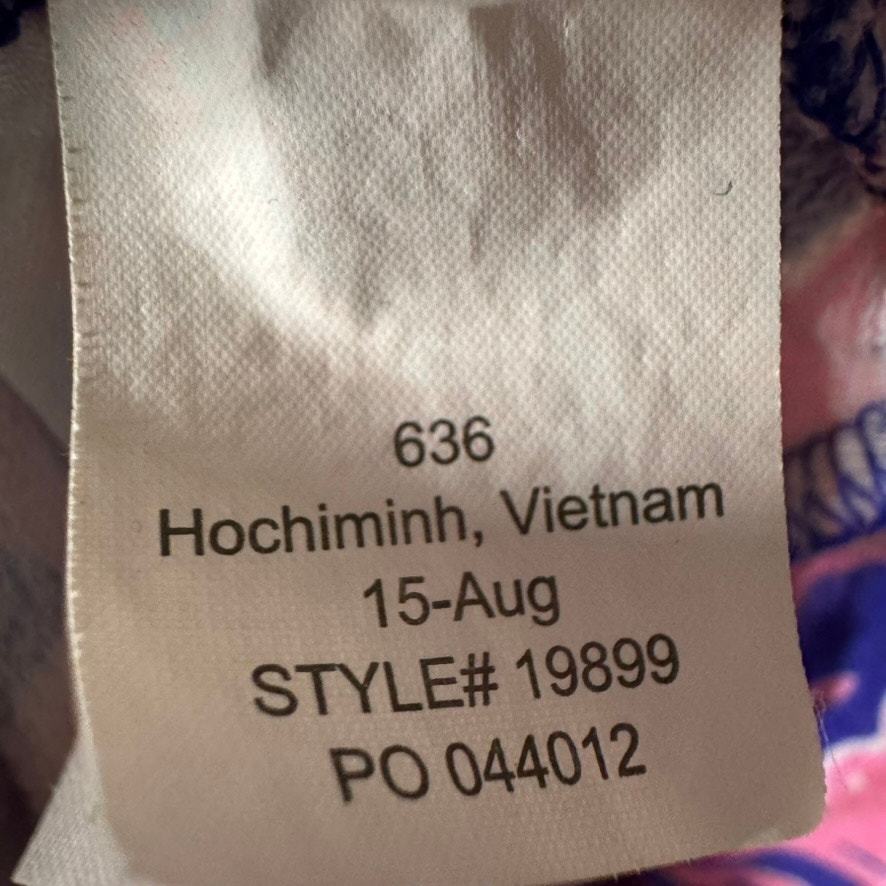 636
Hochiminh, Vietnam
15-Aug
STYLE# 19899
PO 044012